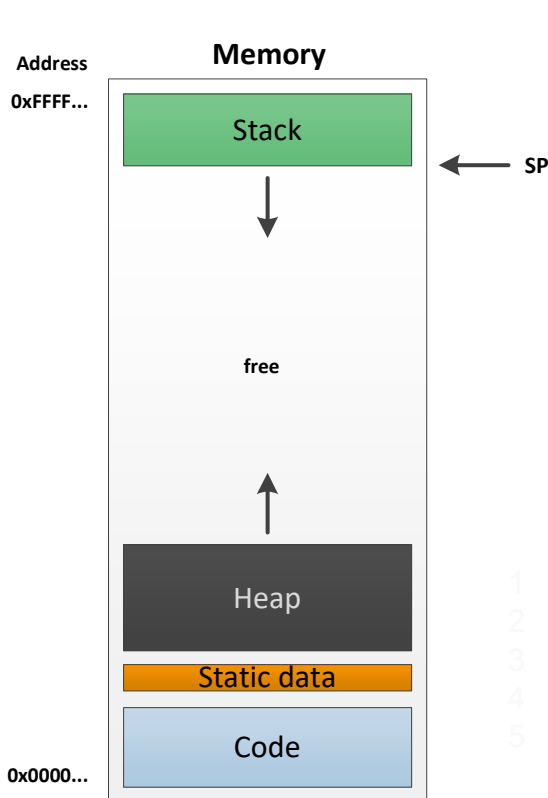 Memory
Address
0xFFFF...
Stack
SP
free
Heap
Static data
Code
0x0000...
1
2
3
4
5